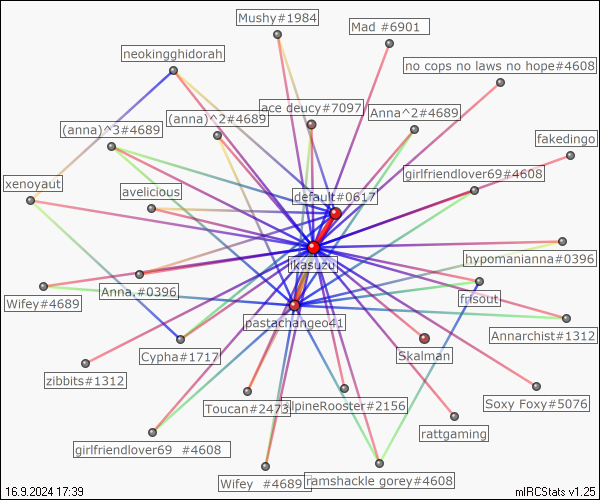 Mushy#1984
Mad #6901
neokingghidorah
no cops no laws no hope#4608
ace deucy#7097
(anna)^2#4689
Anna^2#4689
(anna)^3#4689
fakedingo
girlfriendlover69#4608
xenoyaut
avelicious
default#0617
ikasuzu
hypomanianna#0396
Anna.#0396
Wifey#4689
frisout
pastachangeo41
Annarchist#1312
Cypha#1717
Skalman
zibbits#1312
Toucan#2473
alpineRooster#2156
Soxy Foxy#5076
rattgaming
girlfriendlover69 #4608
Wifey #4689
ramshackle gorey#4608
16.9.2024 17:39
mIRCStats v1.25